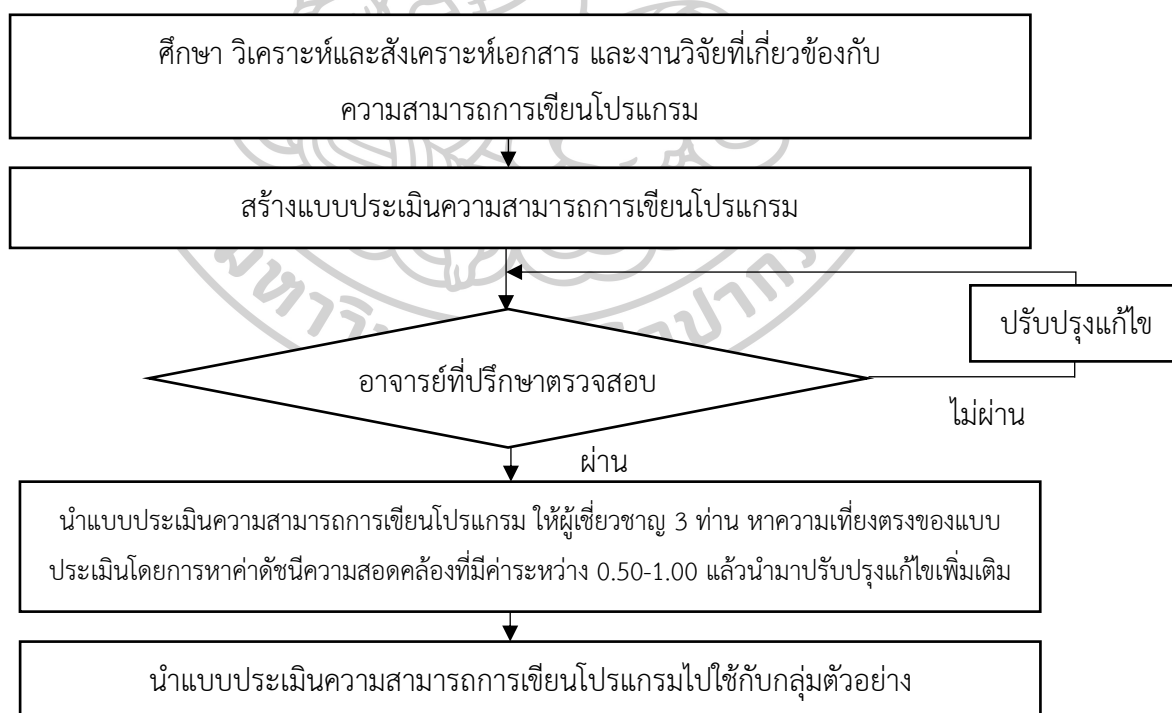 ศึกษา วิเคราะห์และสังเคราะห์เอกสาร และงานวิจัยที่เกี่ยวข้องกับ
ความสามารถการเขียนโปรแกรม
สร้างแบบประเมินความสามารถการเขียนโปรแกรม
ปรับปรุงแก้ไข
อาจารย์ที่ปรึกษาตรวจสอบ
ไม่ผ่าน
ผ่าน
นำแบบประเมินความสามารถการเขียนโปรแกรม ให้ผู้เชี่ยวชาญ 3 ท่าน หาความเที่ยงตรงของแบบ
ประเมินโดยการหาค่าดัชนีความสอดคล้องที่มีค่าระหว่าง 0.50-1.00 แล้วนำมาปรับปรุงแก้ไขเพิ่มเติม
นำแบบประเมินความสามารถการเขียนโปรแกรมไปใช้กับกลุ่มตัวอย่าง